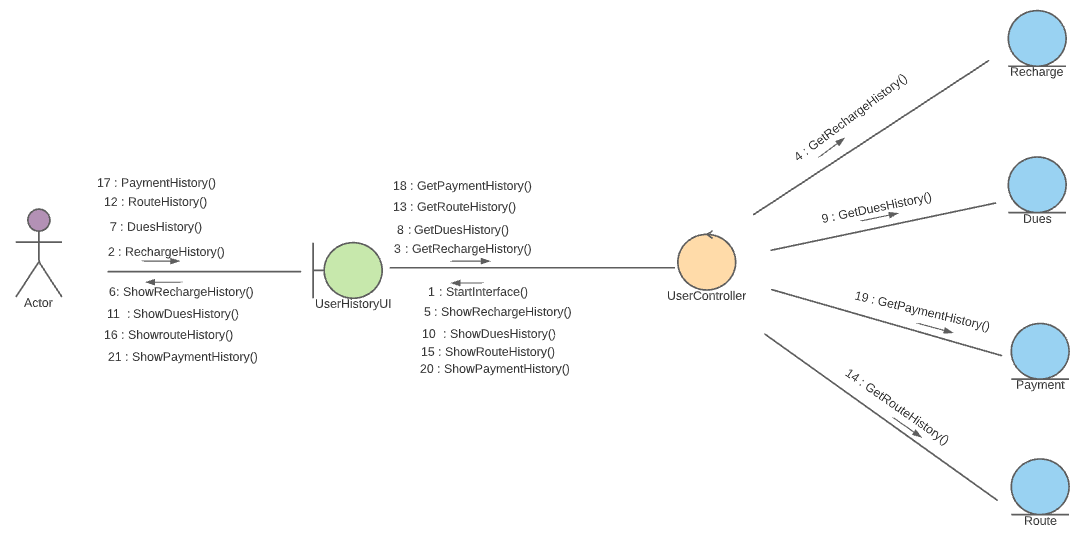 Recharge
4 : GetRechargeHistory()
17 : PaymentHistory()
12 : RouteHistory()
7 : DuesHistory()
2 : RechargeHistory()
18 : GetPaymentHistory()
13 : GetRouteHistory()
8 : GetDuesHistory()
3 : GetRechargeHistory()
9 : GetDuesHistory()
Dues
Actor
UserHistoryUI
UserController
6: ShowRechargeHistory()
11 : ShowDuesHistory()
16 : ShowrouteHistory()
21 : ShowPaymentHistory()
1 : StartInterface()
5 : ShowRechargeHistory()
10 : ShowDuesHistory()
15 : ShowRouteHistory()
20 : ShowPaymentHistory()
19 : GetPaymentHistory()
Payment
14 : GetRouteHistory()
Route